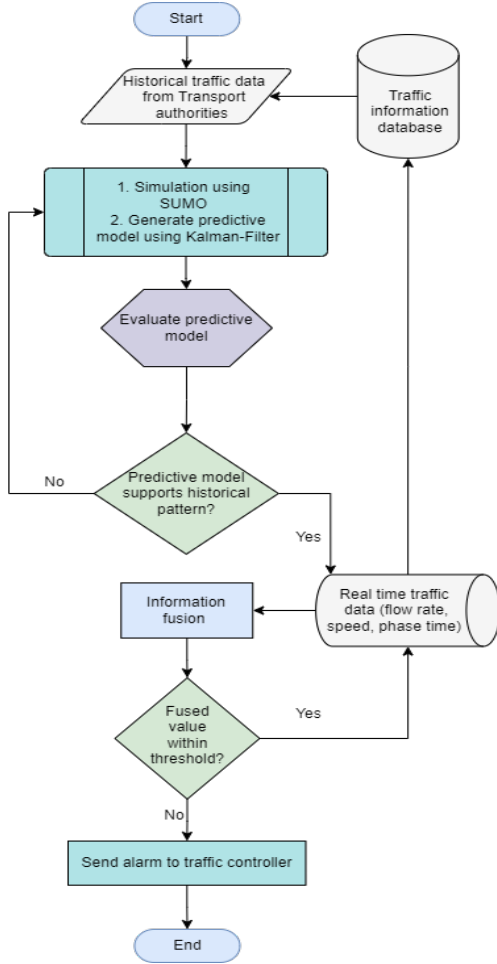 Start
Historical traffic data
from Transport
authorities
Traffic
information
database
1. Simulation using
SUMO
2. Generate predictive
model using Kalman-Filter
Evaluate predictive
model
No
Predictive model
supports historical
pattern?
Yes
Real time traffic
data (flow rate,
speed, phase time)
Information
fusion
Fused
value
within
threshold?
Yes
No
Send alarm to traffic controller
End